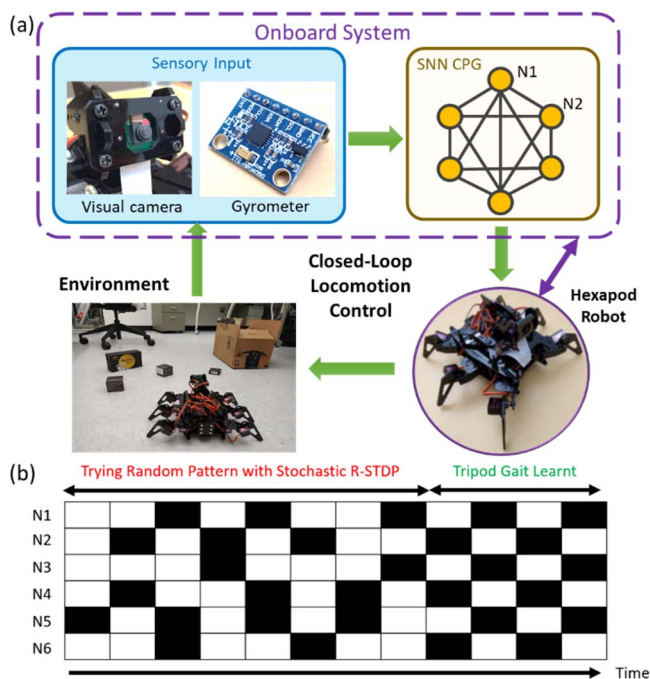 (a)
Onboard System
Sensory Input
SNN CPG
N1
N2
Visual camera
Gyrometer
Environment
Closed-Loop
Locomotion
Control
Hexapod
Robot
(b)
Trying Random Pattern with Stochastic R-STDP
Tripod Gait Learnt
N1
N2
N3
N4
N5
N6
Time